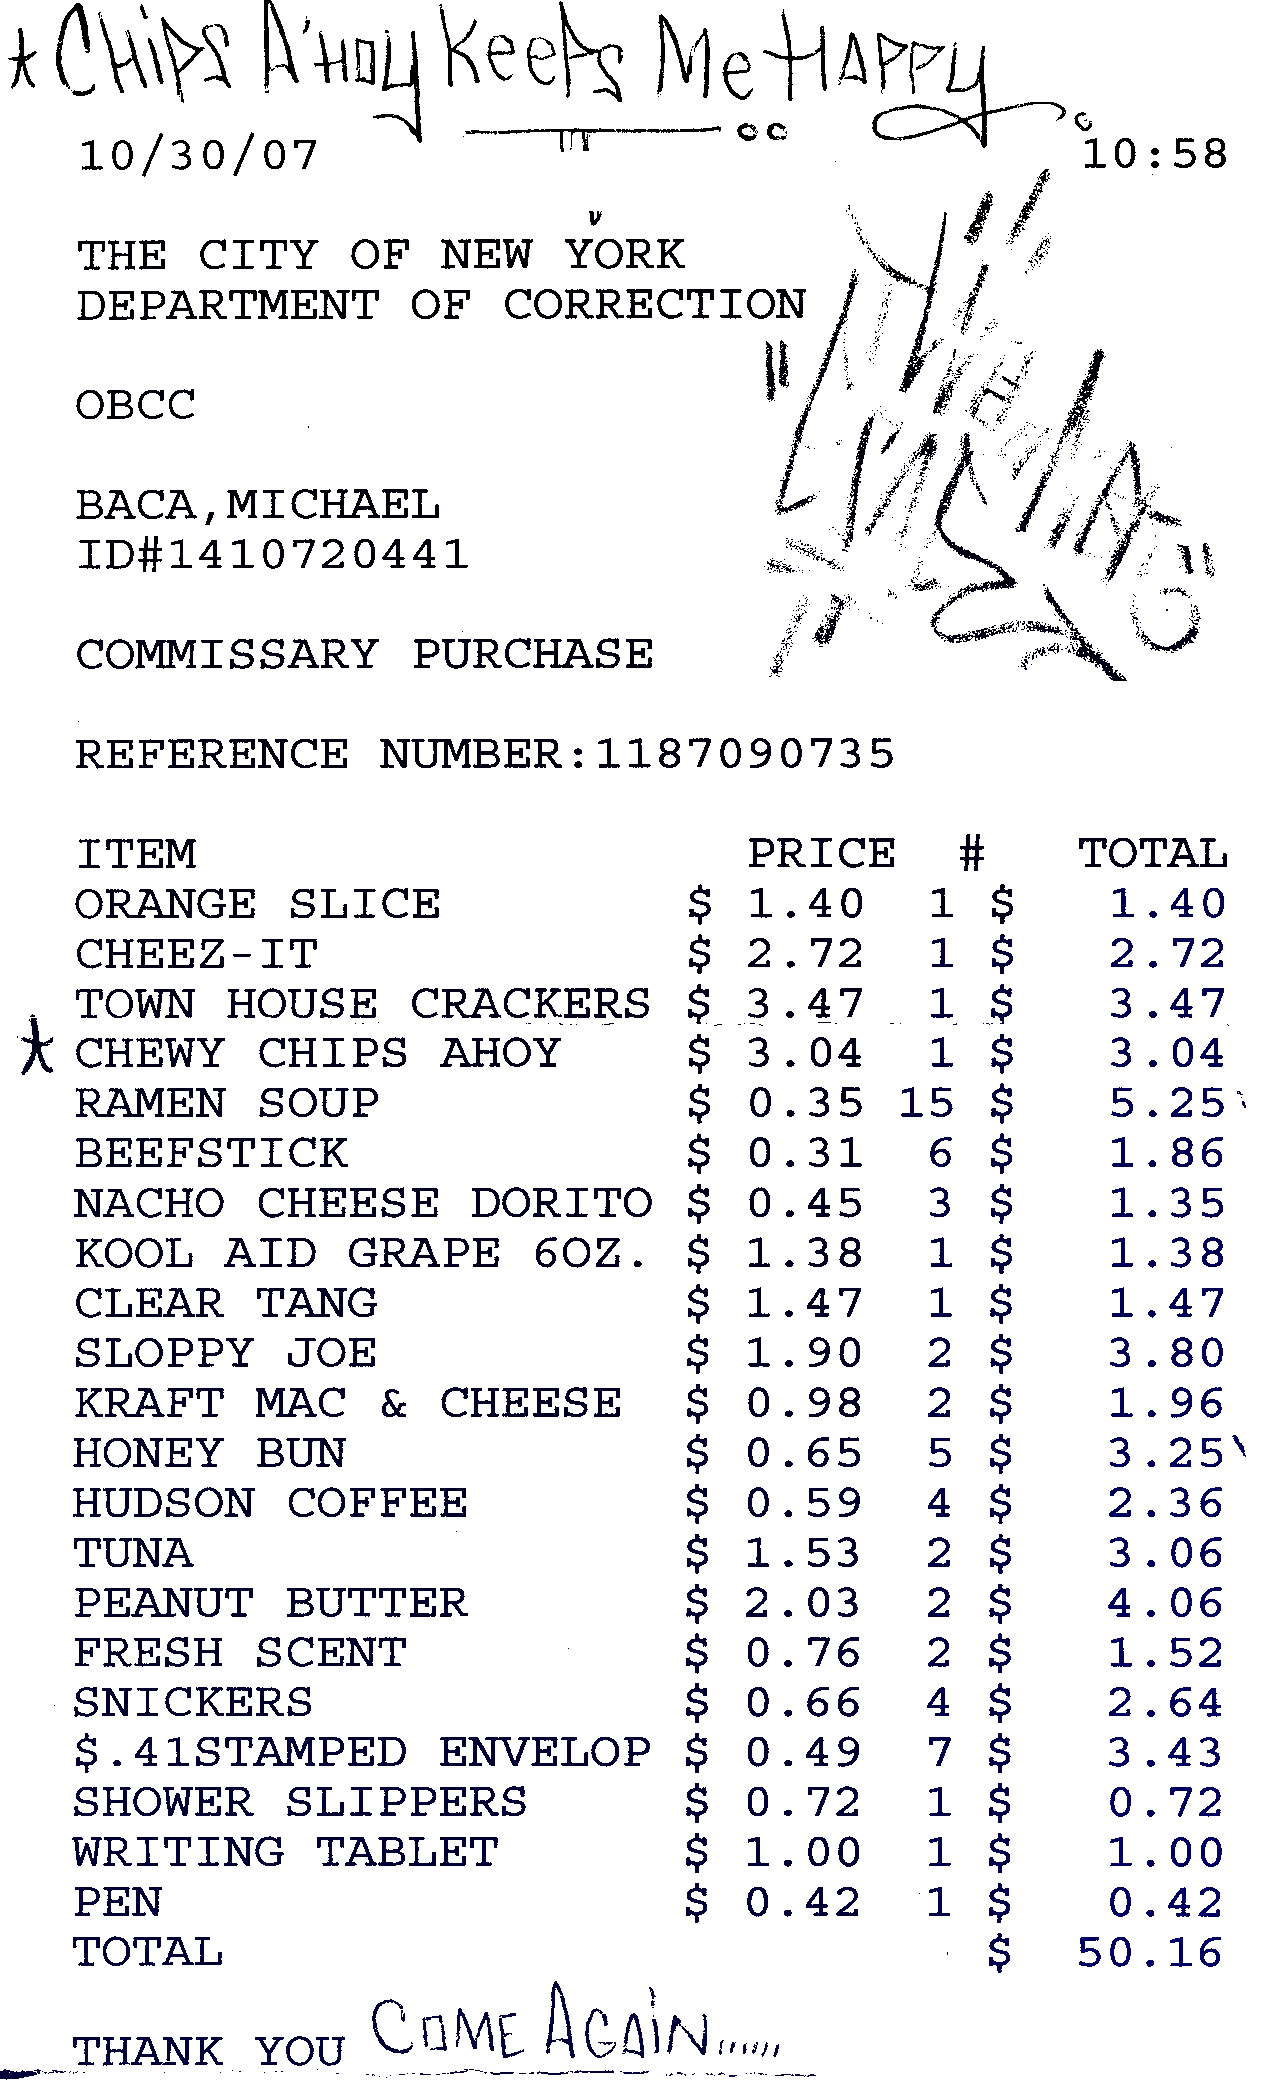 * CHiPS A'HOY KeePS Me HAPPY
10/30/07 10:58
THE CITY OF NEW YORK
DEPARTMENT OF CORRECTION
OBCC
BACA,MICHAEL
ID#1410720441
COMMISSARY PURCHASE
REFERENCE NUMBER:1187090735
ITEM PRICE # TOTAL
ORANGE SLICE $ 1.40 1 $ 1.40
CHEEZ-IT $ 2.72 1 $ 2.72
TOWN HOUSE CRACKERS $ 3.47 1 $ 3.47
* CHEWY CHIPS AHOY $ 3.04 1 $ 3.04
RAMEN SOUP $ 0.35 15 $ 5.25
BEEFSTICK $ 0.31 6 $ 1.86
NACHO CHEESE DORITO $ 0.45 3 $ 1.35
KOOL AID GRAPE 6OZ. $ 1.38 1 $ 1.38
CLEAR TANG $ 1.47 1 $ 1.47
SLOPPY JOE $ 1.90 2 $ 3.80
KRAFT MAC & CHEESE $ 0.98 2 $ 1.96
HONEY BUN $ 0.65 5 $ 3.25
HUDSON COFFEE $ 0.59 4 $ 2.36
TUNA $ 1.53 2 $ 3.06
PEANUT BUTTER $ 2.03 2 $ 4.06
FRESH SCENT $ 0.76 2 $ 1.52
SNICKERS $ 0.66 4 $ 2.64
$.41STAMPED ENVELOP $ 0.49 7 $ 3.43
SHOWER SLIPPERS $ 0.72 1 $ 0.72
WRITING TABLET $ 1.00 1 $ 1.00
PEN $ 0.42 1 $ 0.42
TOTAL $ 50.16
THANK YOU COME AGAiN......